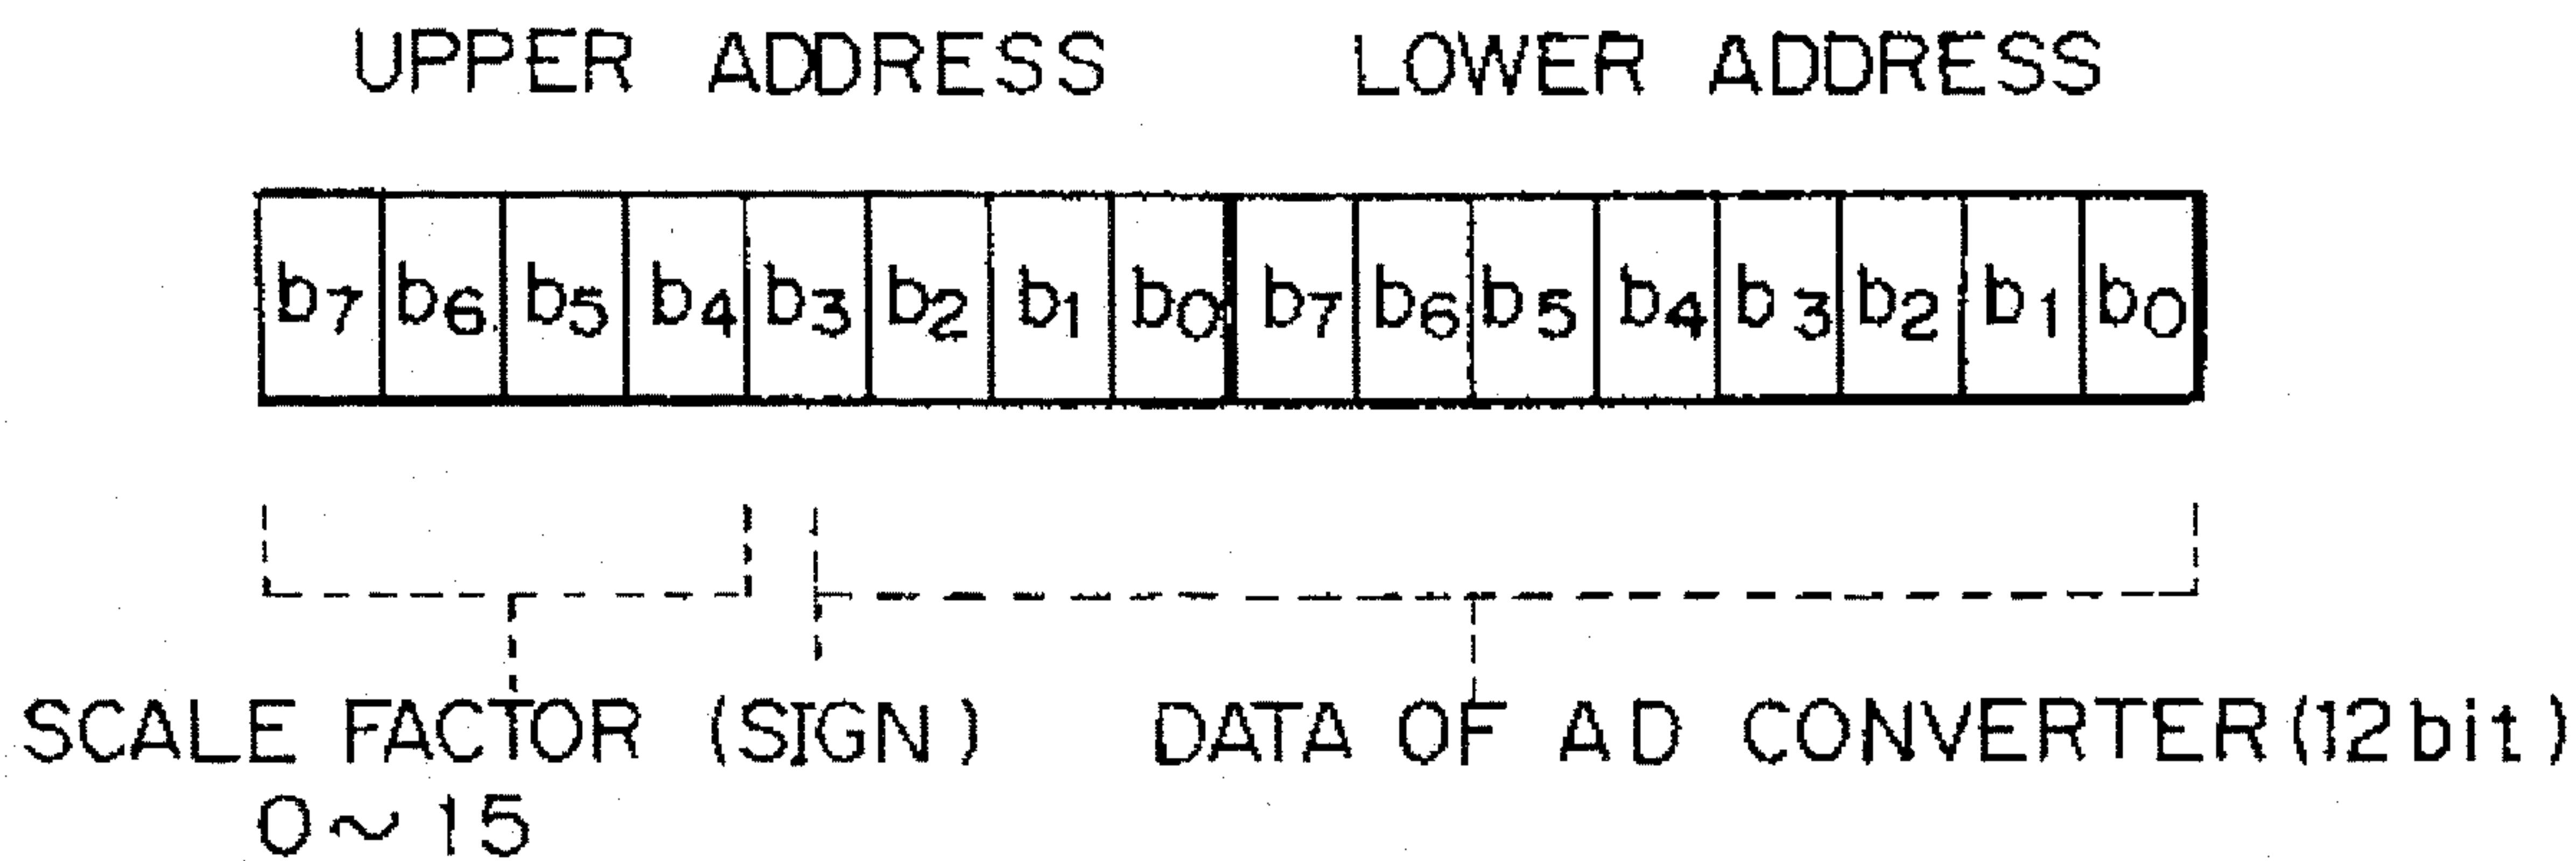 UPPER ADDRESS LOWER ADDRESS
b7 b6 b5 b4 b3 b2 b1 b0 b7 b6 b5 b4 b3 b2 b1 b0
SCALE FACTOR (SIGN) DATA OF AD CONVERTER (12bit)
0~15